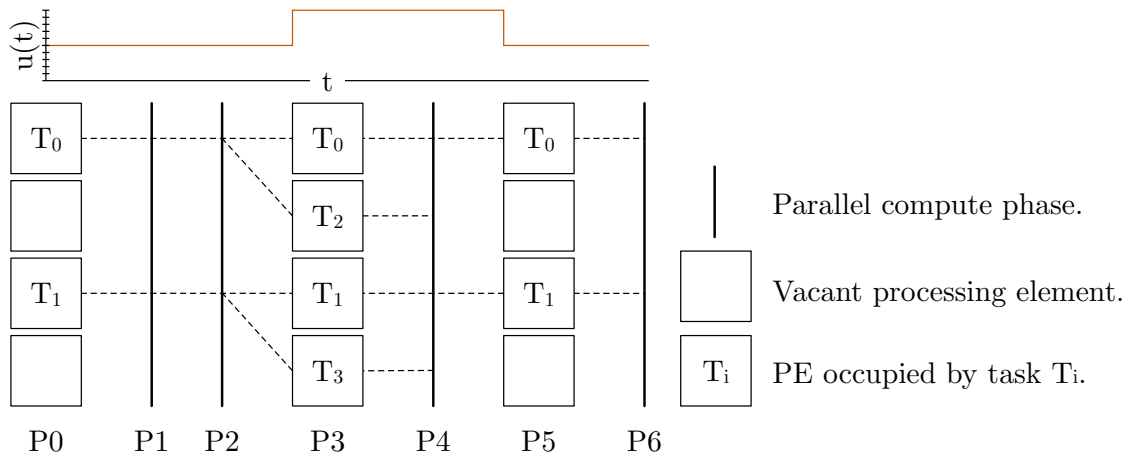 u(t)
t
T₀ T₀ T₀
T₂ Parallel compute phase.
T₁ T₁ T₁ Vacant processing element.
T₃ Tᵢ PE occupied by task Tᵢ.
P0 P1 P2 P3 P4 P5 P6